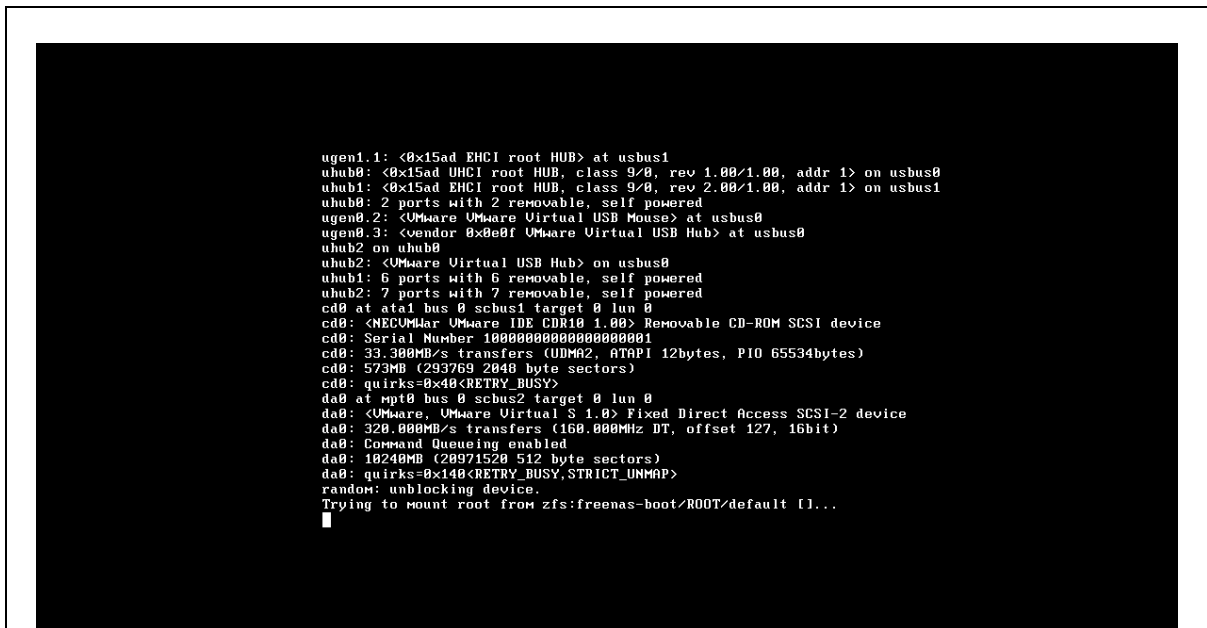 ugen1.1: <0x15ad EHCI root HUB> at usbus1
uhub0: <0x15ad UHCI root HUB, class 9/0, rev 1.00/1.00, addr 1> on usbus0
uhub1: <0x15ad EHCI root HUB, class 9/0, rev 2.00/1.00, addr 1> on usbus1
uhub0: 2 ports with 2 removable, self powered
ugen0.2: <VMware VMware Virtual USB Mouse> at usbus0
ugen0.3: <vendor 0x0e0f VMware Virtual USB Hub> at usbus0
uhub2 on uhub0
uhub2: <VMware Virtual USB Hub> on usbus0
uhub1: 6 ports with 6 removable, self powered
uhub2: 7 ports with 7 removable, self powered
cd0 at ata1 bus 0 scbus1 target 0 lun 0
cd0: <NECVMWar VMware IDE CDR10 1.00> Removable CD-ROM SCSI device
cd0: Serial Number 10000000000000000001
cd0: 33.300MB/s transfers (UDMA2, ATAPI 12bytes, PIO 65534bytes)
cd0: 573MB (293769 2048 byte sectors)
cd0: quirks=0x40<RETRY_BUSY>
da0 at mpt0 bus 0 scbus2 target 0 lun 0
da0: <VMware, VMware Virtual S 1.0> Fixed Direct Access SCSI-2 device
da0: 320.000MB/s transfers (160.000MHz DT, offset 127, 16bit)
da0: Command Queueing enabled
da0: 10240MB (20971520 512 byte sectors)
da0: quirks=0x140<RETRY_BUSY,STRICT_UNMAP>
random: unblocking device.
Trying to mount root from zfs:freenas-boot/ROOT/default []...